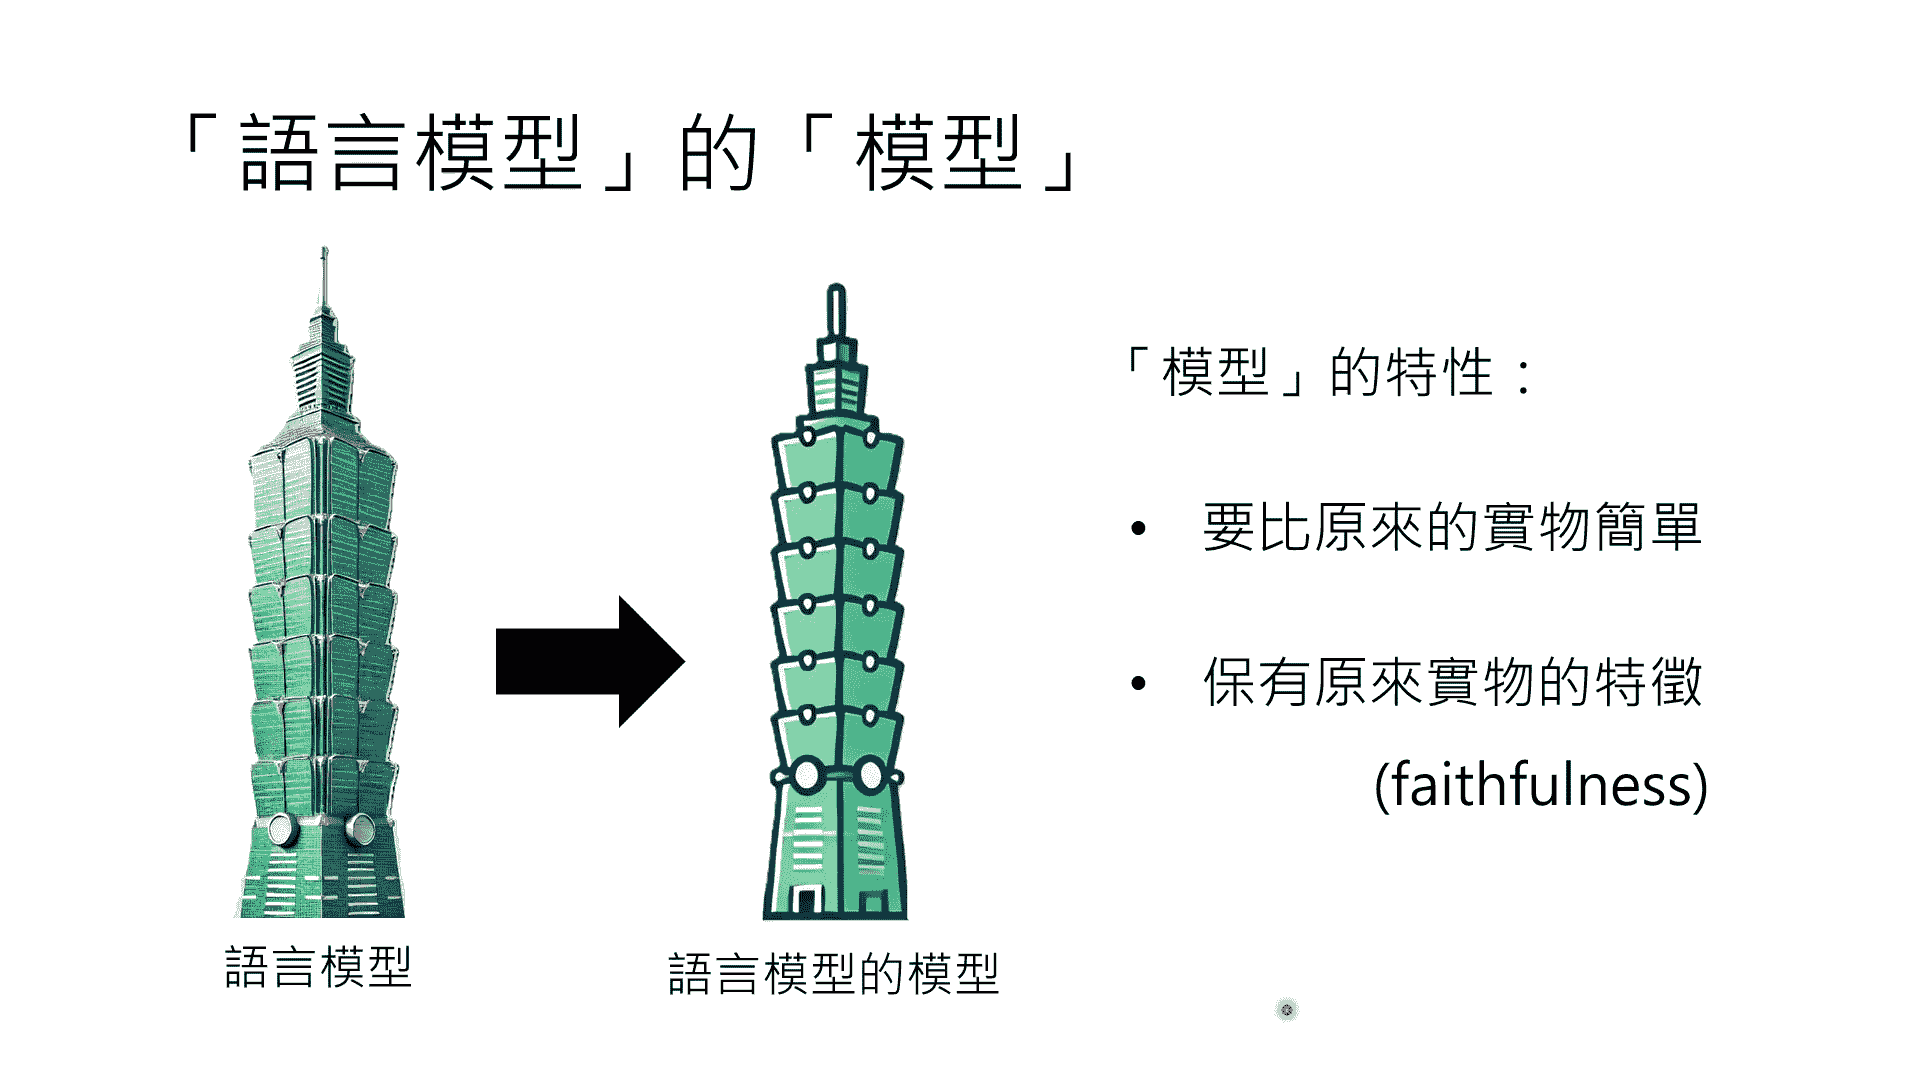 「語言模型」的「模型」
「模型」的特性：
• 要比原來的實物簡單
• 保有原來實物的特徵
(faithfulness)
語言模型
語言模型的模型